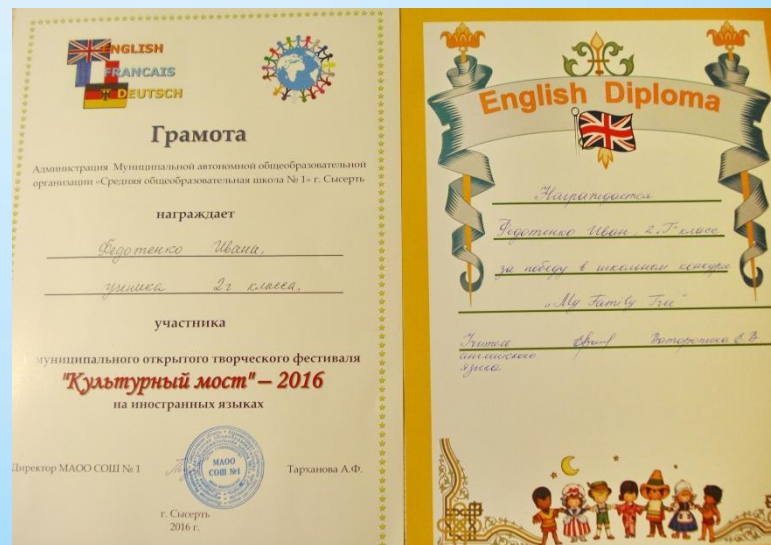 ENGLISH
FRANCAIS
DEUTSCH
Грамота
Администрация Муниципальной автономной общеобразовательной
организации «Средняя общеобразовательная школа № 1» г. Сысерть
награждает
Федотенко Ивана,
ученика 2г класса,
участника
муниципального открытого творческого фестиваля
"Культурный мост" – 2016
на иностранных языках
Директор МАОО СОШ № 1
МАОО
СОШ №1
Тарханова А.Ф.
г. Сысерть
2016 г.
English Diploma
Награждается
Федотенко Иван, 2 "Г" класс
за победу в школьном конкурсе
"My Family Tree"
Учитель
английского
языка